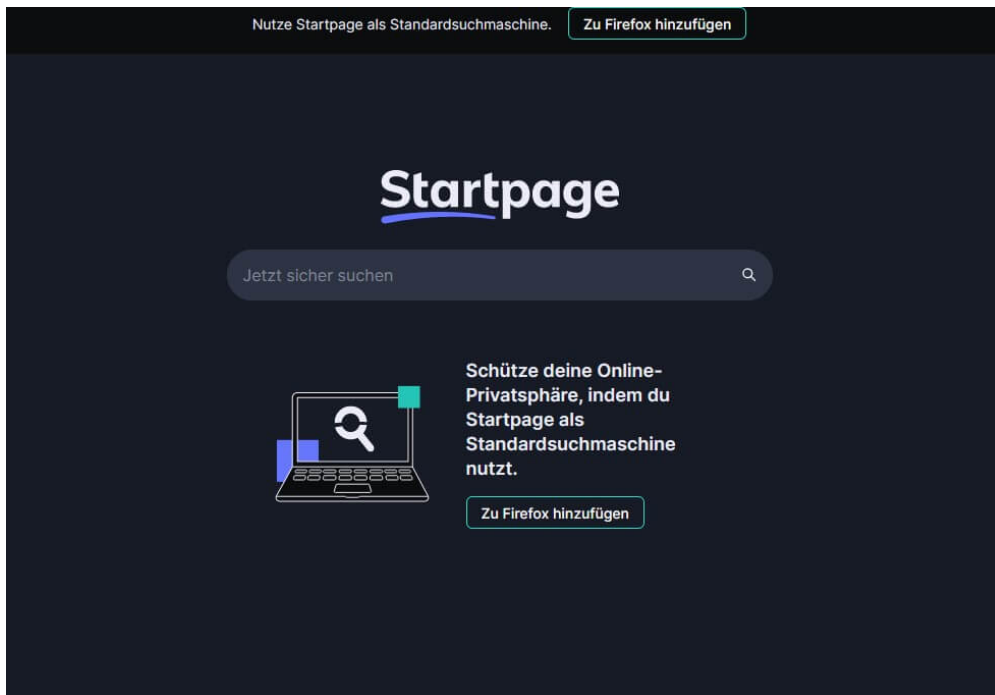 Nutze Startpage als Standardsuchmaschine. Zu Firefox hinzufügen
Startpage
Jetzt sicher suchen
Schütze deine Online-
Privatsphäre, indem du
Startpage als
Standardsuchmaschine
nutzt.
Zu Firefox hinzufügen